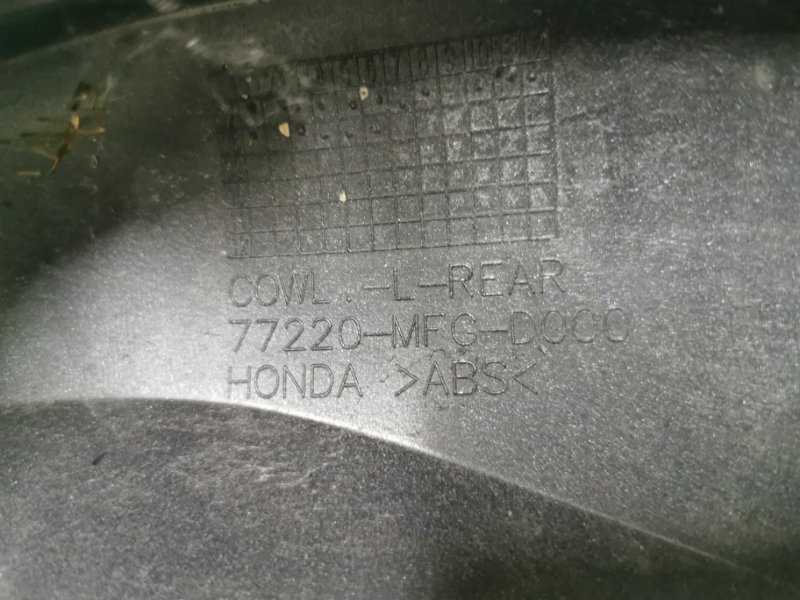 COWL.-L-REAR
77220-MFG-D000
HONDA >ABS<